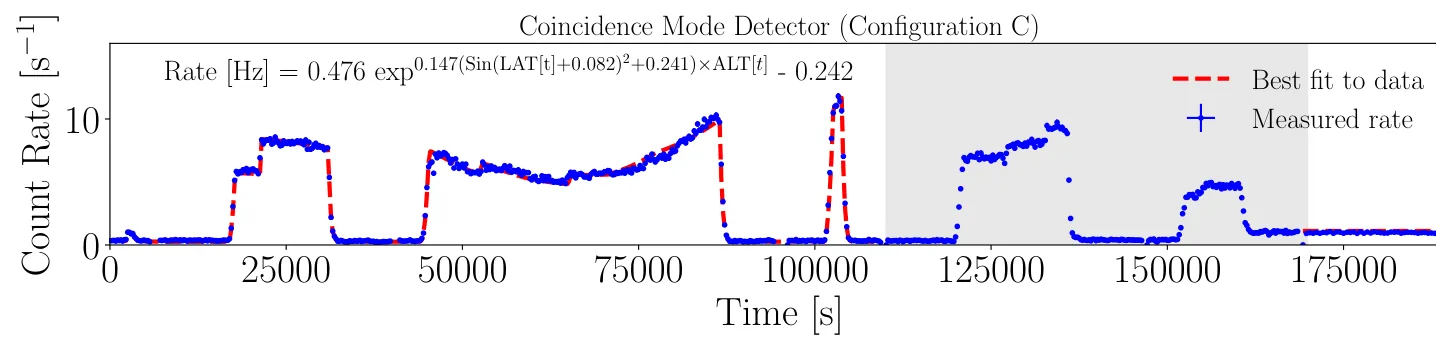 Coincidence Mode Detector (Configuration C)
Rate [Hz] = 0.476 exp^0.147(Sin(LAT[t]+0.082)^2+0.241)×ALT[t] - 0.242
Best fit to data
Measured rate
Count Rate [s^−1]
10
0
0 25000 50000 75000 100000 125000 150000 175000
Time [s]